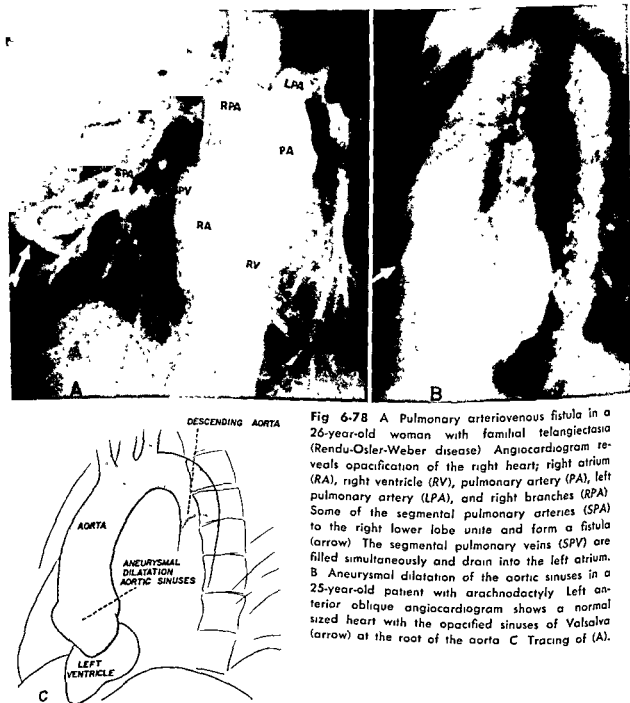 LPA
RPA
PA
SPA
SPV
RA
RV
A
B
DESCENDING AORTA
AORTA
ANEURYSMAL
DILATATION
AORTIC SINUSES
LEFT
VENTRICLE
C
Fig 6-78 A Pulmonary arteriovenous fistula in a
26-year-old woman with familial telangiectasia
(Rendu-Osler-Weber disease) Angiocardiogram re-
veals opacification of the right heart; right atrium
(RA), right ventricle (RV), pulmonary artery (PA), left
pulmonary artery (LPA), and right branches (RPA)
Some of the segmental pulmonary arteries (SPA)
to the right lower lobe unite and form a fistula
(arrow) The segmental pulmonary veins (SPV) are
filled simultaneously and drain into the left atrium.
B Aneurysmal dilatation of the aortic sinuses in a
25-year-old patient with arachnodactyly Left an-
terior oblique angiocardiogram shows a normal
sized heart with the opacified sinuses of Valsalva
(arrow) at the root of the aorta C Tracing of (A).